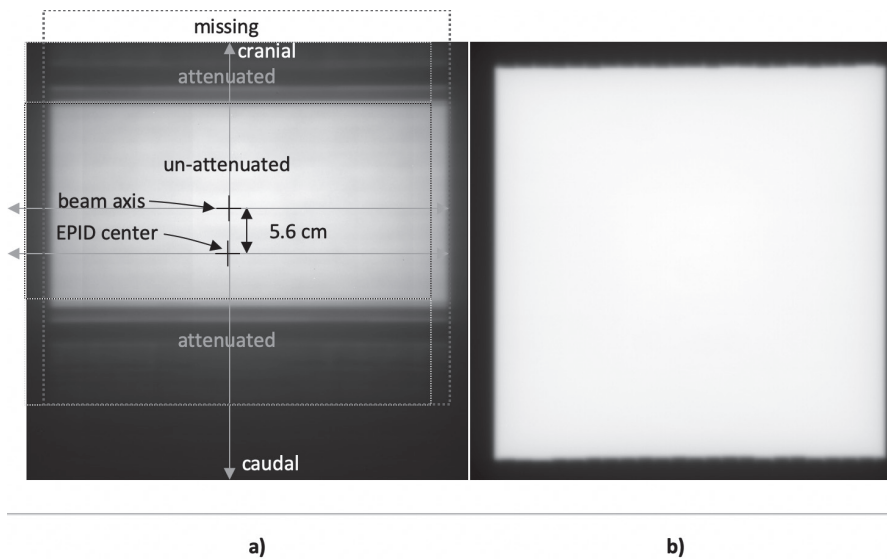 missing
cranial
attenuated
un-attenuated
beam axis
EPID center
5.6 cm
attenuated
caudal
a)
b)